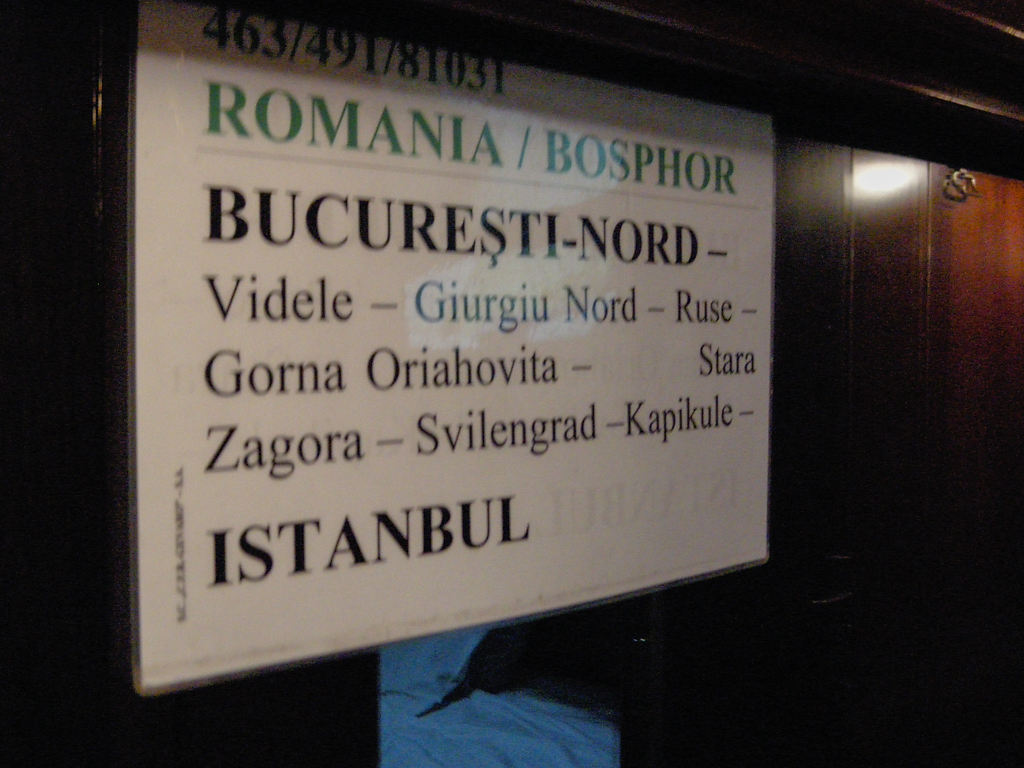 463/491/81031
ROMANIA / BOSPHOR
BUCUREŞTI-NORD –
Videle – Giurgiu Nord – Ruse –
Gorna Oriahovita – Stara
Zagora – Svilengrad –Kapikule –
ISTANBUL